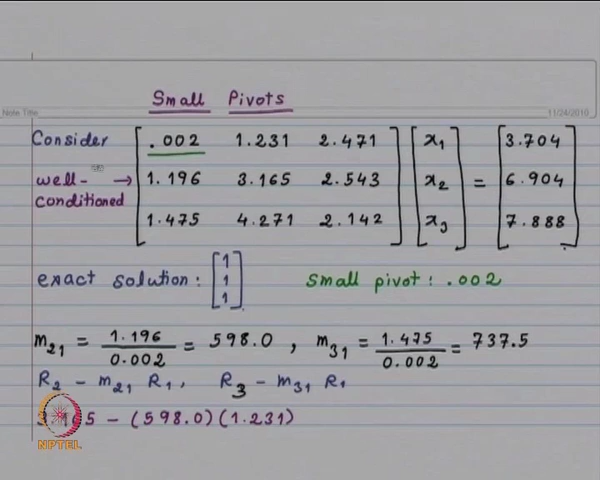 Small Pivots
Note Title
11/24/2010
Consider [ .002 1.231 2.471 ] [ x1 ] [ 3.704 ]
well-conditioned → [ 1.196 3.165 2.543 ] [ x2 ] = [ 6.904 ]
[ 1.475 4.271 2.142 ] [ x3 ] [ 7.888 ]
exact solution : [ 1 1 1 ] small pivot : .002
m21 = 1.196 / 0.002 = 598.0 , m31 = 1.475 / 0.002 = 737.5
R2 - m21 R1 , R3 - m31 R1
3.165 - (598.0) (1.231)
NPTEL